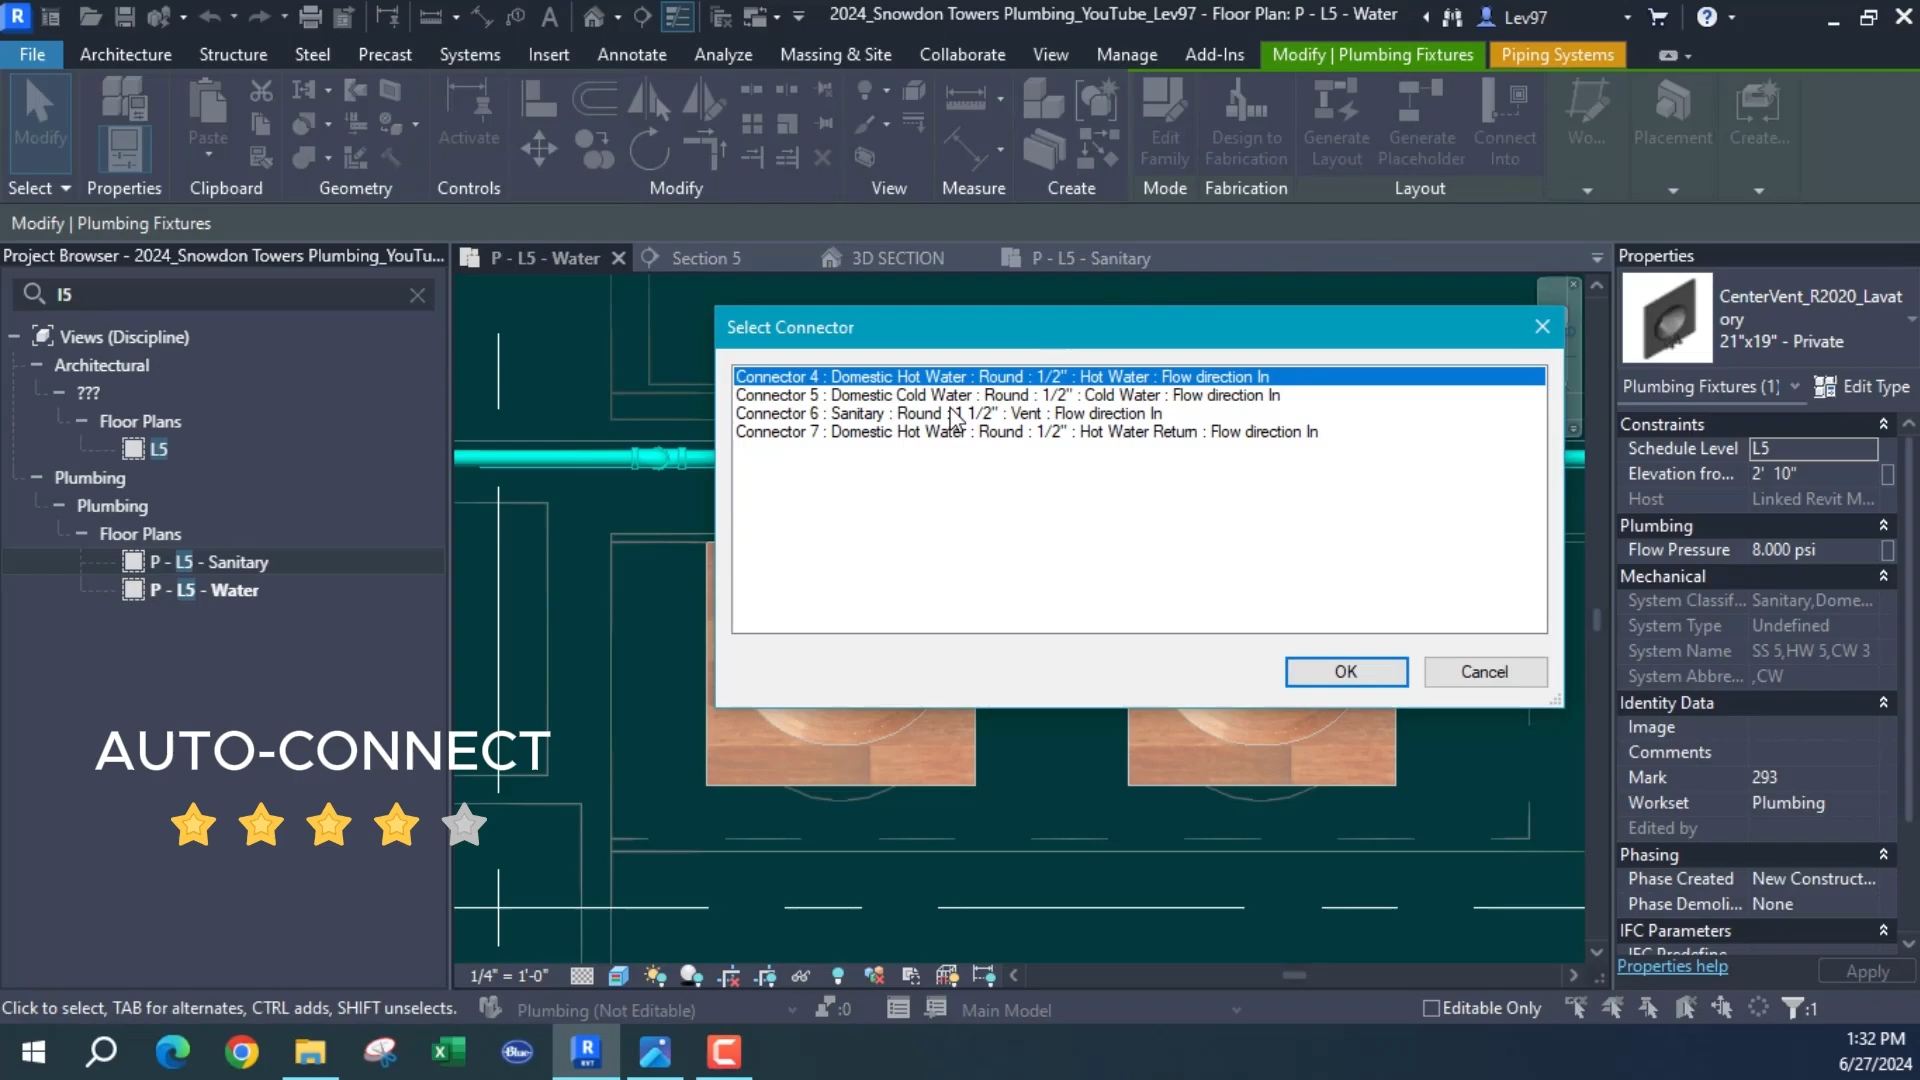 2024_Snowdon Towers Plumbing_YouTube_Lev97 - Floor Plan: P - L5 - Water
Lev97
File Architecture Structure Steel Precast Systems Insert Annotate Analyze Massing & Site Collaborate View Manage Add-Ins Modify | Plumbing Fixtures Piping Systems
Modify
Paste
Activate
Edit Family
Design to Fabrication
Generate Layout
Generate Placeholder
Connect Into
Wo...
Placement
Create...
Select Properties Clipboard Geometry Controls Modify View Measure Create Mode Fabrication Layout
Modify | Plumbing Fixtures
Project Browser - 2024_Snowdon Towers Plumbing_YouTu...
l5
Views (Discipline)
Architectural
???
Floor Plans
L5
Plumbing
Plumbing
Floor Plans
P - L5 - Sanitary
P - L5 - Water
AUTO-CONNECT
P - L5 - Water Section 5 3D SECTION P - L5 - Sanitary
Select Connector
Connector 4 : Domestic Hot Water : Round : 1/2" : Hot Water : Flow direction In
Connector 5 : Domestic Cold Water : Round : 1/2" : Cold Water : Flow direction In
Connector 6 : Sanitary : Round : 1 1/2" : Vent : Flow direction In
Connector 7 : Domestic Hot Water : Round : 1/2" : Hot Water Return : Flow direction In
OK Cancel
Properties
CenterVent_R2020_Lavat
ory
21"x19" - Private
Plumbing Fixtures (1) Edit Type
Constraints
Schedule Level L5
Elevation fro... 2' 10"
Host Linked Revit M...
Plumbing
Flow Pressure 8.000 psi
Mechanical
System Classif... Sanitary,Dome...
System Type Undefined
System Name SS 5,HW 5,CW 3
System Abbre... ,CW
Identity Data
Image
Comments
Mark 293
Workset Plumbing
Edited by
Phasing
Phase Created New Construct...
Phase Demoli... None
IFC Parameters
IFC Predefine
Properties help Apply
1/4" = 1'-0"
Click to select, TAB for alternates, CTRL adds, SHIFT unselects. Plumbing (Not Editable) :0 Main Model Editable Only :1
Blue
R
RVT
1:32 PM
6/27/2024